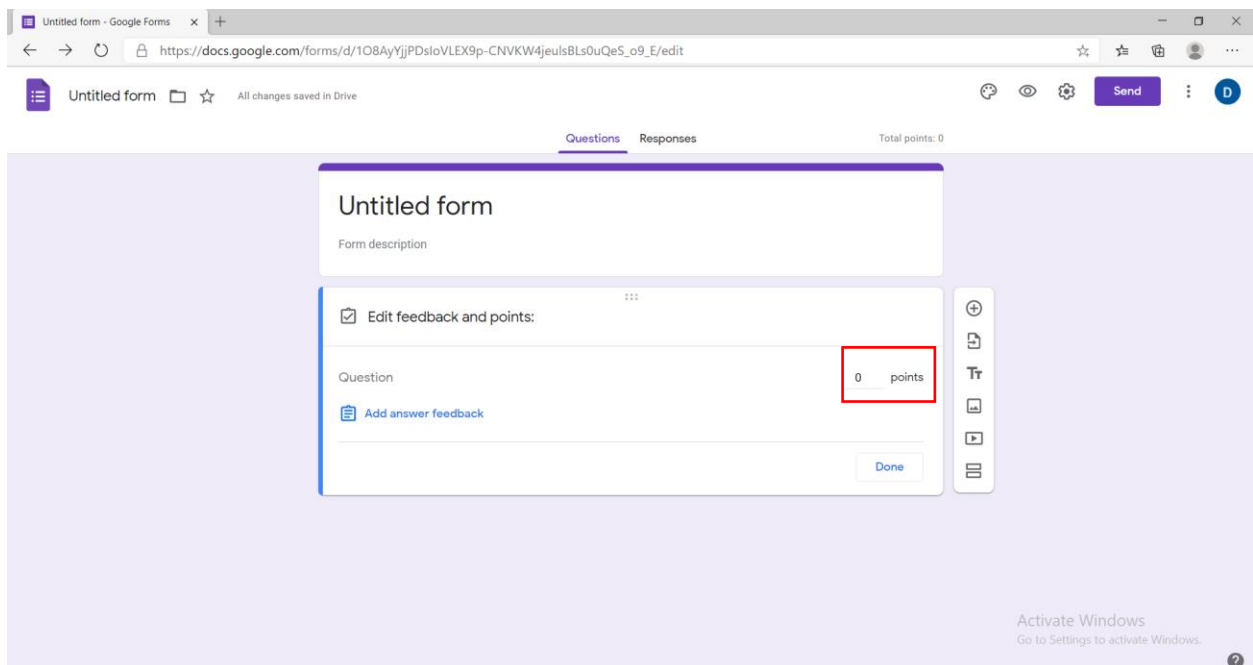 Untitled form - Google Forms
https://docs.google.com/forms/d/1O8AyYjjPDsIoVLEX9p-CNVKW4jeulsBLs0uQeS_o9_E/edit
Untitled form All changes saved in Drive Send D
Questions Responses Total points: 0
Untitled form
Form description
Edit feedback and points:
Question 0 points
Tt
Add answer feedback
Done
Activate Windows
Go to Settings to activate Windows.